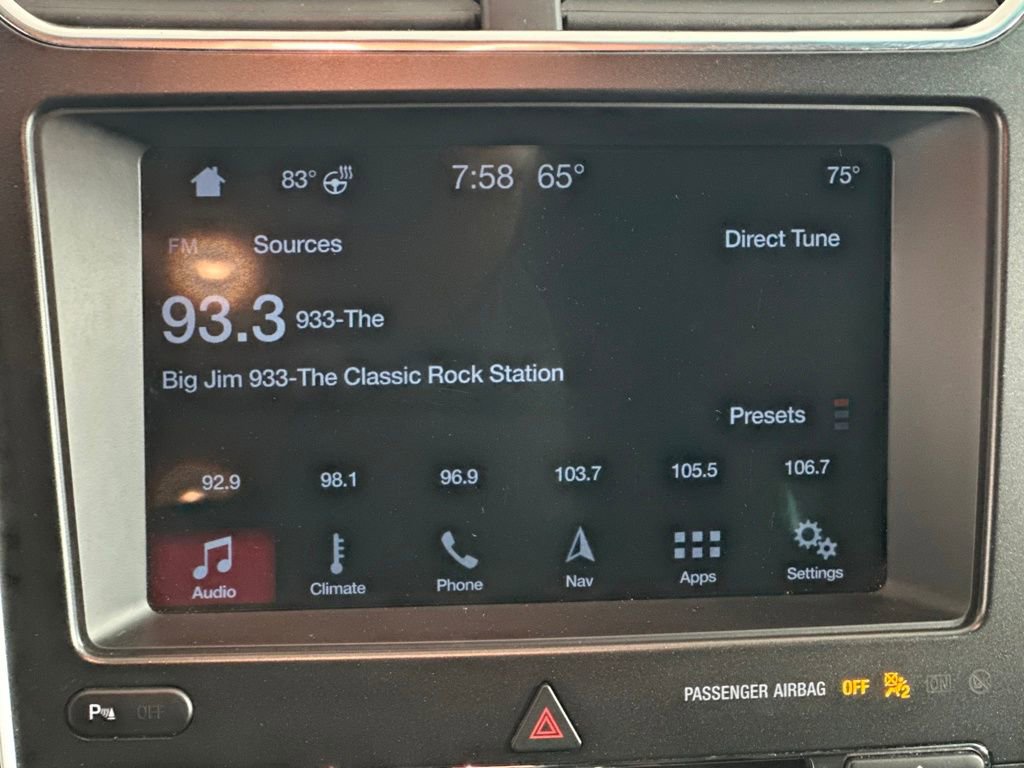 83° 7:58 65° 75°
FM Sources Direct Tune
93.3 933-The
Big Jim 933-The Classic Rock Station
Presets
92.9 98.1 96.9 103.7 105.5 106.7
Audio Climate Phone Nav Apps Settings
P OFF PASSENGER AIRBAG OFF 2 ON